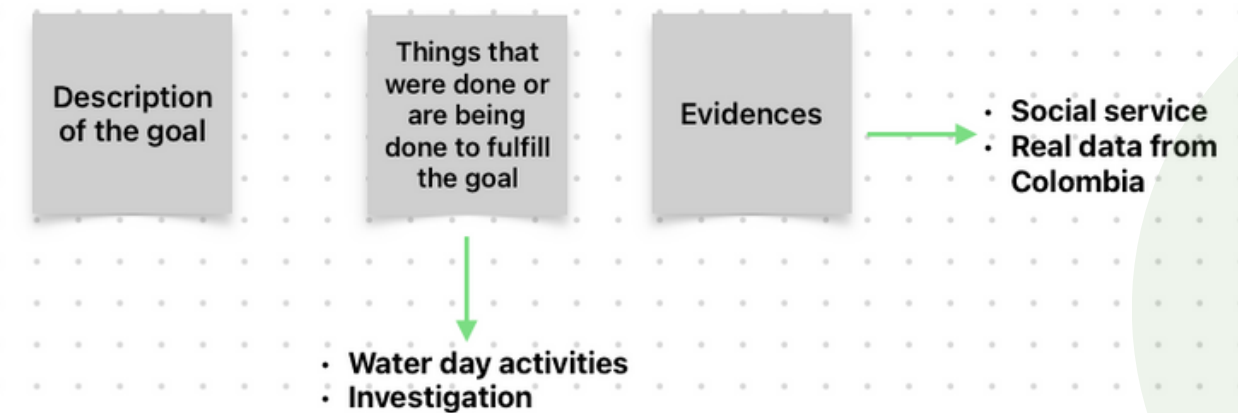 Description
of the goal
Things that
were done or
are being
done to fulfill
the goal
Evidences
• Social service
• Real data from
Colombia
• Water day activities
• Investigation